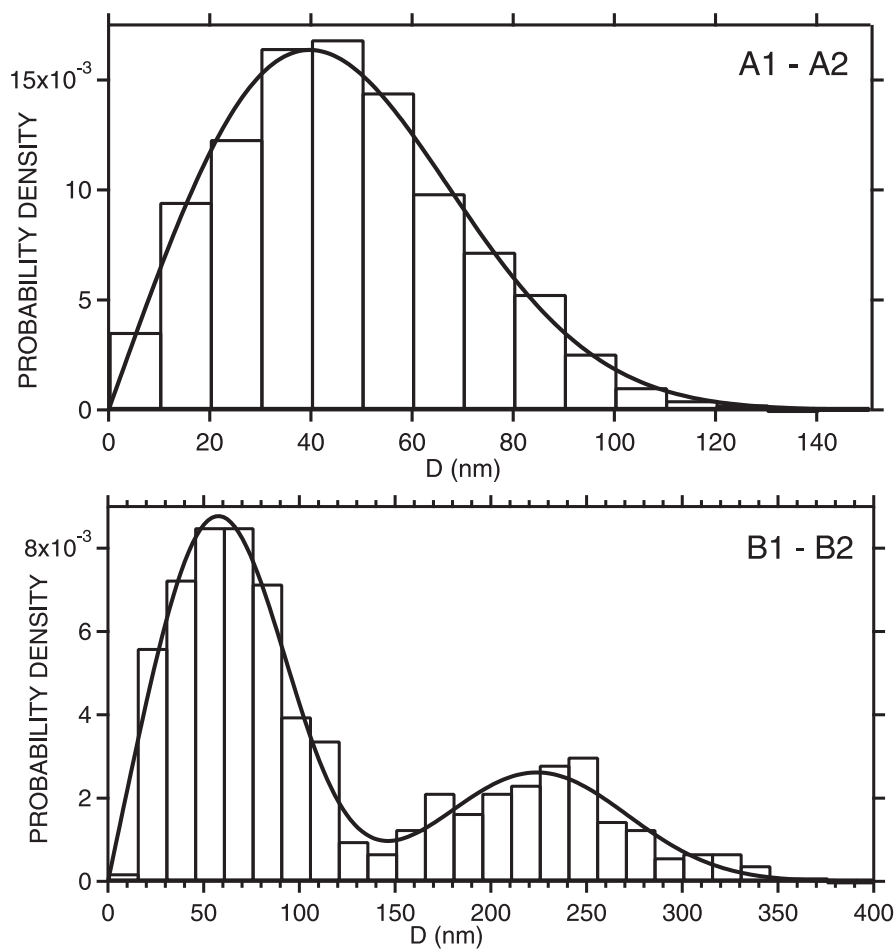 A1 - A2
PROBABILITY DENSITY
15x10-3
10
5
0
0 20 40 60 80 100 120 140
D (nm)
B1 - B2
PROBABILITY DENSITY
8x10-3
6
4
2
0
0 50 100 150 200 250 300 350 400
D (nm)